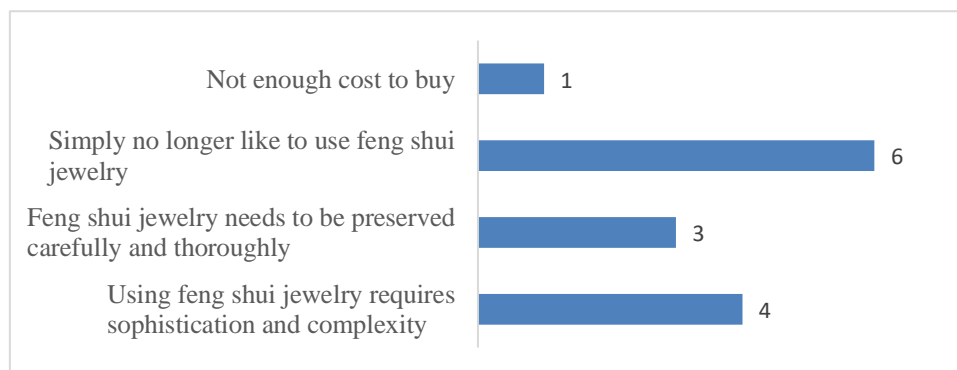 Not enough cost to buy
1
Simply no longer like to use feng shui
jewelry
6
Feng shui jewelry needs to be preserved
carefully and thoroughly
3
Using feng shui jewelry requires
sophistication and complexity
4